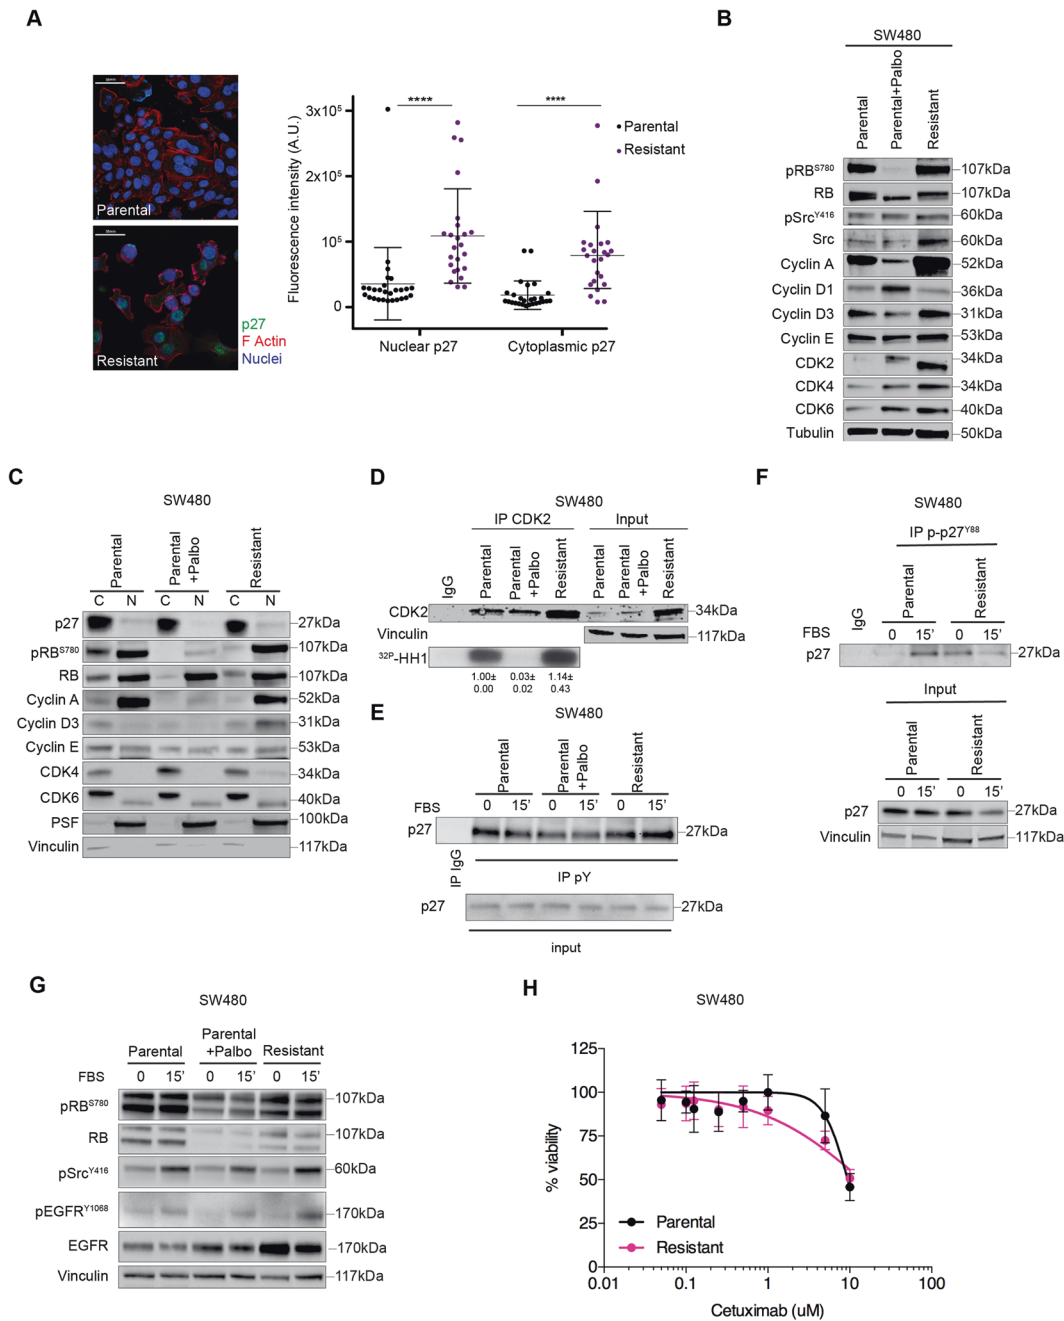 A
Parental
Resistant
p27
F Actin
Nuclei
Fluorescence intensity (A.U.)
3x10⁵
2x10⁵
10⁵
0
****
****
Parental
Resistant
Nuclear p27
Cytoplasmic p27
B
SW480
Parental
Parental+Palbo
Resistant
pRB^S780 107kDa
RB 107kDa
pSrc^Y416 60kDa
Src 60kDa
Cyclin A 52kDa
Cyclin D1 36kDa
Cyclin D3 31kDa
Cyclin E 53kDa
CDK2 34kDa
CDK4 34kDa
CDK6 40kDa
Tubulin 50kDa
C
SW480
Parental
Parental +Palbo
Resistant
C N C N C N
p27 27kDa
pRB^S780 107kDa
RB 107kDa
Cyclin A 52kDa
Cyclin D3 31kDa
Cyclin E 53kDa
CDK4 34kDa
CDK6 40kDa
PSF 100kDa
Vinculin 117kDa
D
SW480
IP CDK2 Input
IgG
Parental
Parental +Palbo
Resistant
Parental
Parental +Palbo
Resistant
CDK2 34kDa
Vinculin 117kDa
³²P-HH1
1.00± 0.03± 1.14±
0.00 0.02 0.43
E
SW480
Parental
Parental +Palbo
Resistant
FBS 0 15' 0 15' 0 15'
p27 27kDa
IP IgG
IP pY
p27 27kDa
input
F
SW480
IP p-p27^Y88
IgG
Parental
Resistant
FBS 0 15' 0 15'
p27 27kDa
Input
Parental
Resistant
0 15' 0 15'
p27 27kDa
Vinculin 117kDa
G
SW480
Parental Parental +Palbo Resistant
FBS 0 15' 0 15' 0 15'
pRB^S780 107kDa
RB 107kDa
pSrc^Y416 60kDa
pEGFR^Y1068 170kDa
EGFR 170kDa
Vinculin 117kDa
H
SW480
% viability
125
100
75
50
25
0
Parental
Resistant
0.01 0.1 1 10 100
Cetuximab (uM)